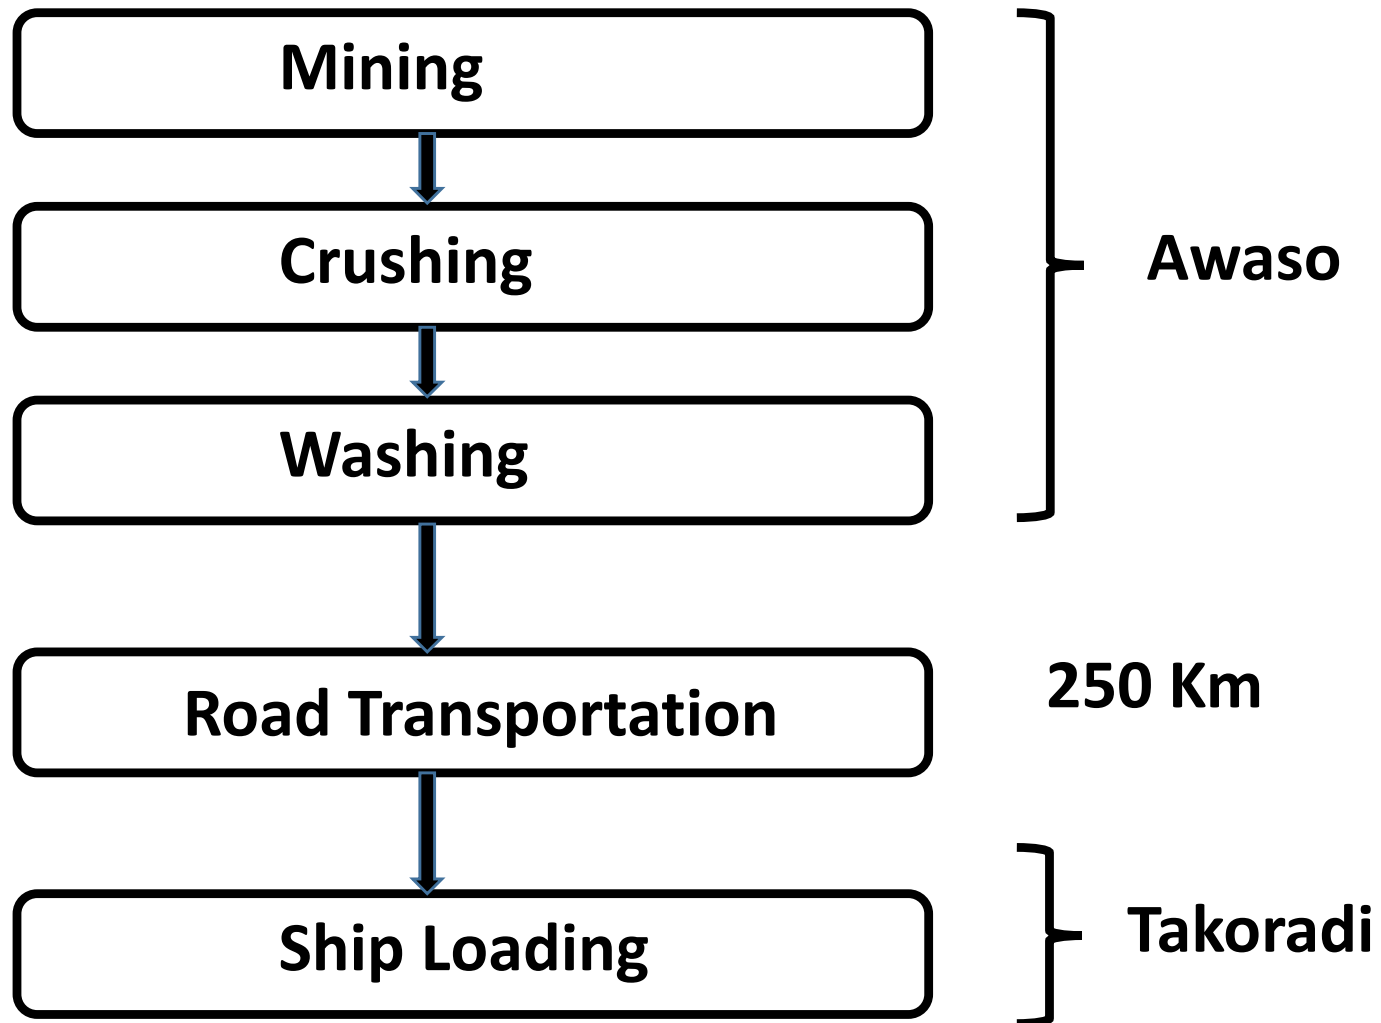 Mining
Crushing
Awaso
Washing
Road Transportation
250 Km
Ship Loading
Takoradi